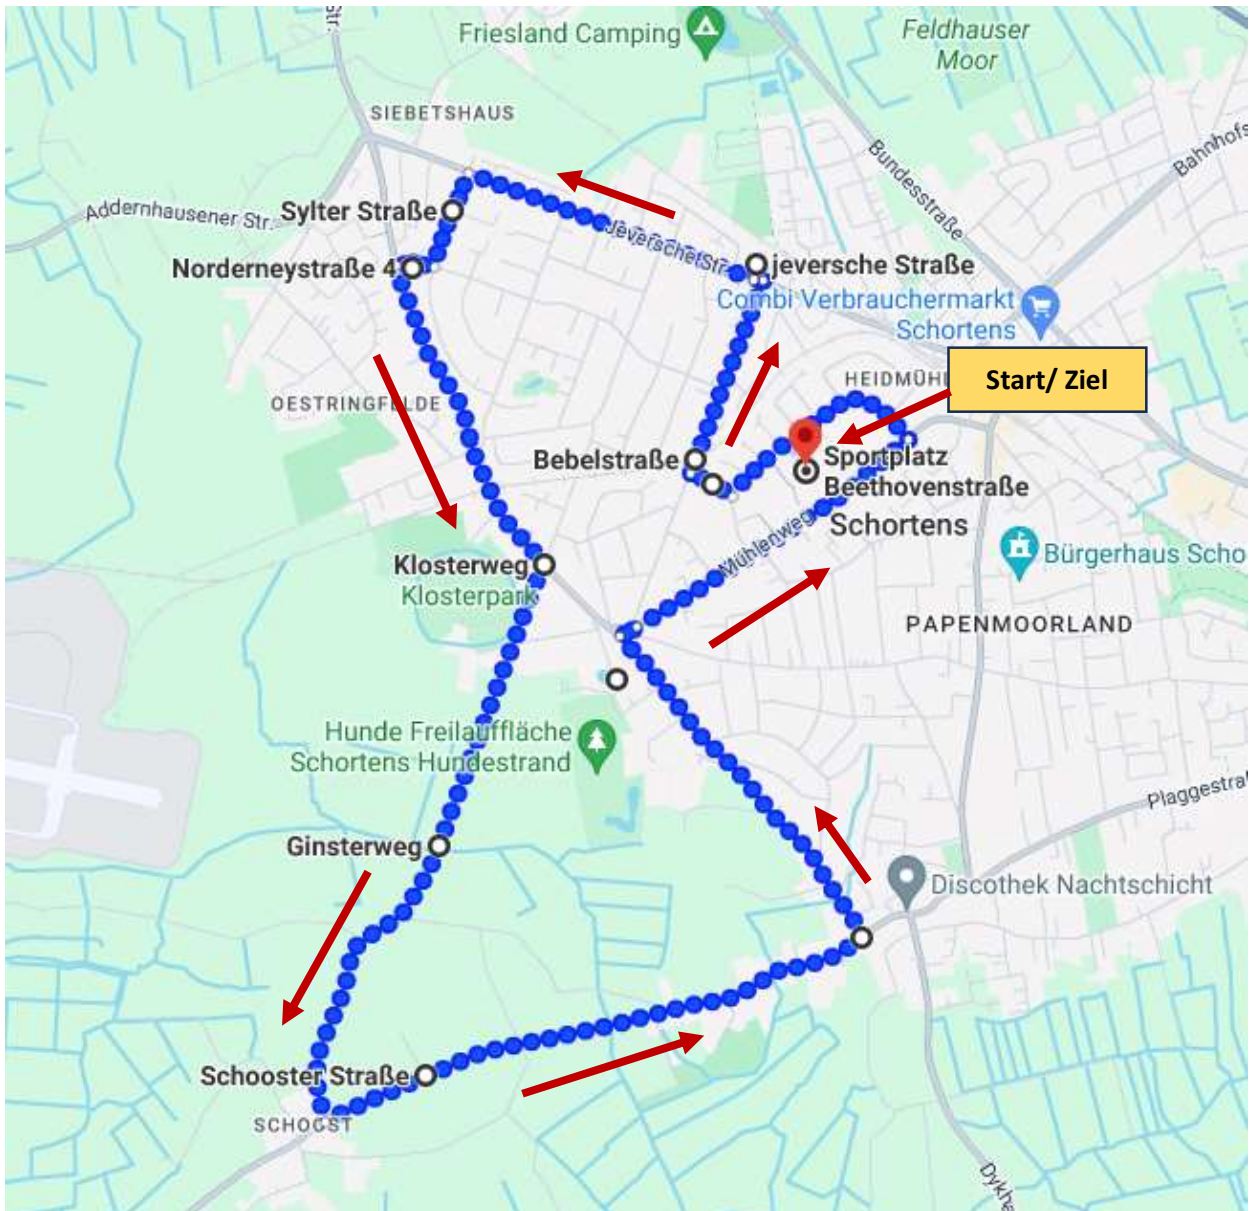 Str.
Friesland Camping
Feldhauser
Moor
SIEBETSHAUS
Bundesstraße
Addernhausener Str.
Sylter Straße
Jeversche Str.
Norderneystraße 4
jeversche Straße
Combi Verbrauchermarkt
Schortens
HEIDMÜH
Start/ Ziel
OESTRINGFELDE
Bebelstraße
Sportplatz
Beethovenstraße
Schortens
Mühlenweg
Bürgerhaus Scho
Klosterweg
Klosterpark
PAPENMOORLAND
Hunde Freilauffläche
Schortens Hundestrand
Ginsterweg
Discothek Nachtschicht
Schooster Straße
SCHOOST